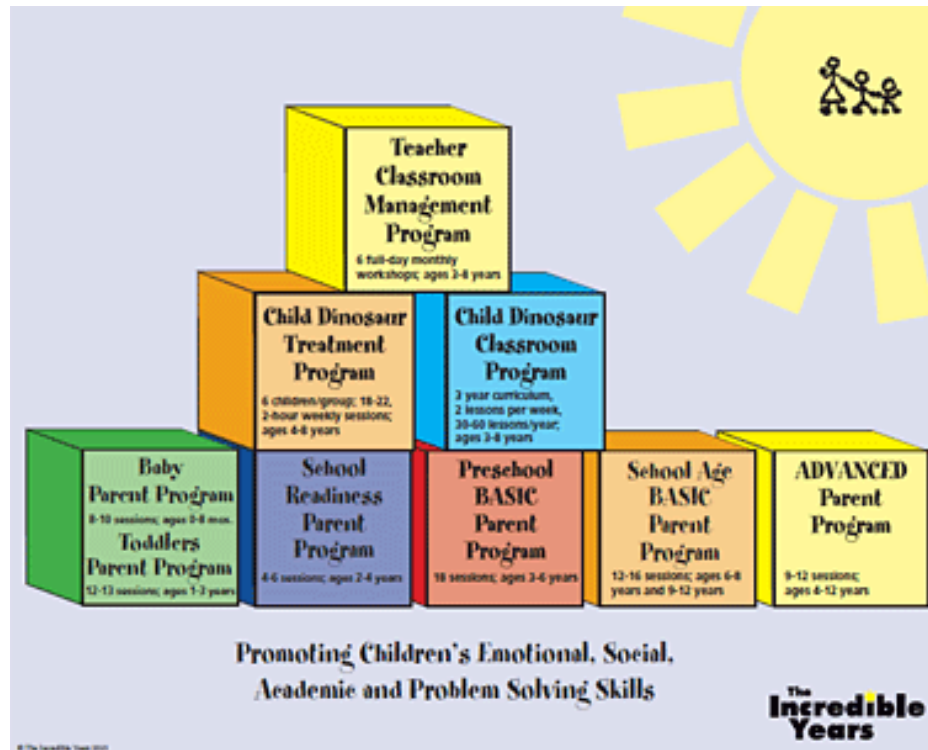 Teacher
Classroom
Management
Program
6 full-day monthly
workshops; ages 3-8 years
Child Dinosaur
Treatment
Program
6 children/group; 18-22,
2-hour weekly sessions;
ages 4-8 years
Child Dinosaur
Classroom
Program
3 year curriculum,
2 lessons per week,
30-60 lessons/year;
ages 3-8 years
Baby
Parent Program
8-10 sessions; ages 0-8 mos.
Toddlers
Parent Program
12-13 sessions; ages 1-3 years
School
Readiness
Parent
Program
4-6 sessions; ages 2-4 years
Preschool
BASIC
Parent
Program
18 sessions; ages 3-6 years
School Age
BASIC
Parent
Program
12-16 sessions; ages 6-8
years and 9-12 years
ADVANCED
Parent
Program
9-12 sessions;
ages 4-12 years
Promoting Children's Emotional, Social,
Academic and Problem Solving Skills
The
Incredible
Years
© The Incredible Years